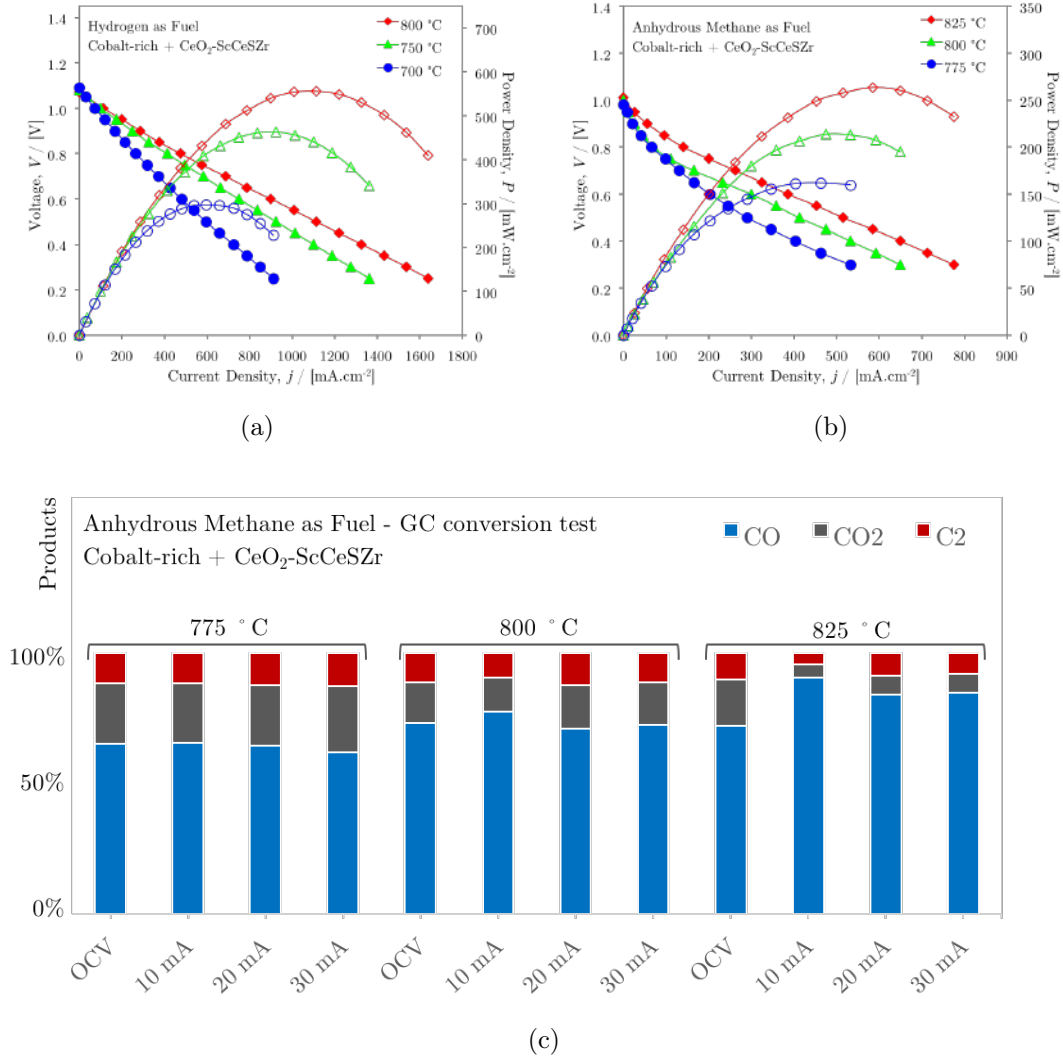 Hydrogen as Fuel
Cobalt-rich + CeO₂-ScCeSZr
800 °C
750 °C
700 °C
1.4
1.2
1.0
0.8
0.6
0.4
0.2
0.0
Voltage, V / [V]
700
600
500
400
300
200
100
0
Power Density, P / [mW.cm⁻²]
0 200 400 600 800 1000 1200 1400 1600 1800
Current Density, j / [mA.cm⁻²]
(a)
Anhydrous Methane as Fuel
Cobalt-rich + CeO₂-ScCeSZr
825 °C
800 °C
775 °C
1.4
1.2
1.0
0.8
0.6
0.4
0.2
0.0
Voltage, V / [V]
350
300
250
200
150
100
50
0
Power Density, P / [mW.cm⁻²]
0 100 200 300 400 500 600 700 800 900
Current Density, j / [mA.cm⁻²]
(b)
Products
Anhydrous Methane as Fuel - GC conversion test
Cobalt-rich + CeO₂-ScCeSZr
CO CO2 C2
775 °C 800 °C 825 °C
100%
50%
0%
OCV 10 mA 20 mA 30 mA OCV 10 mA 20 mA 30 mA OCV 10 mA 20 mA 30 mA
(c)